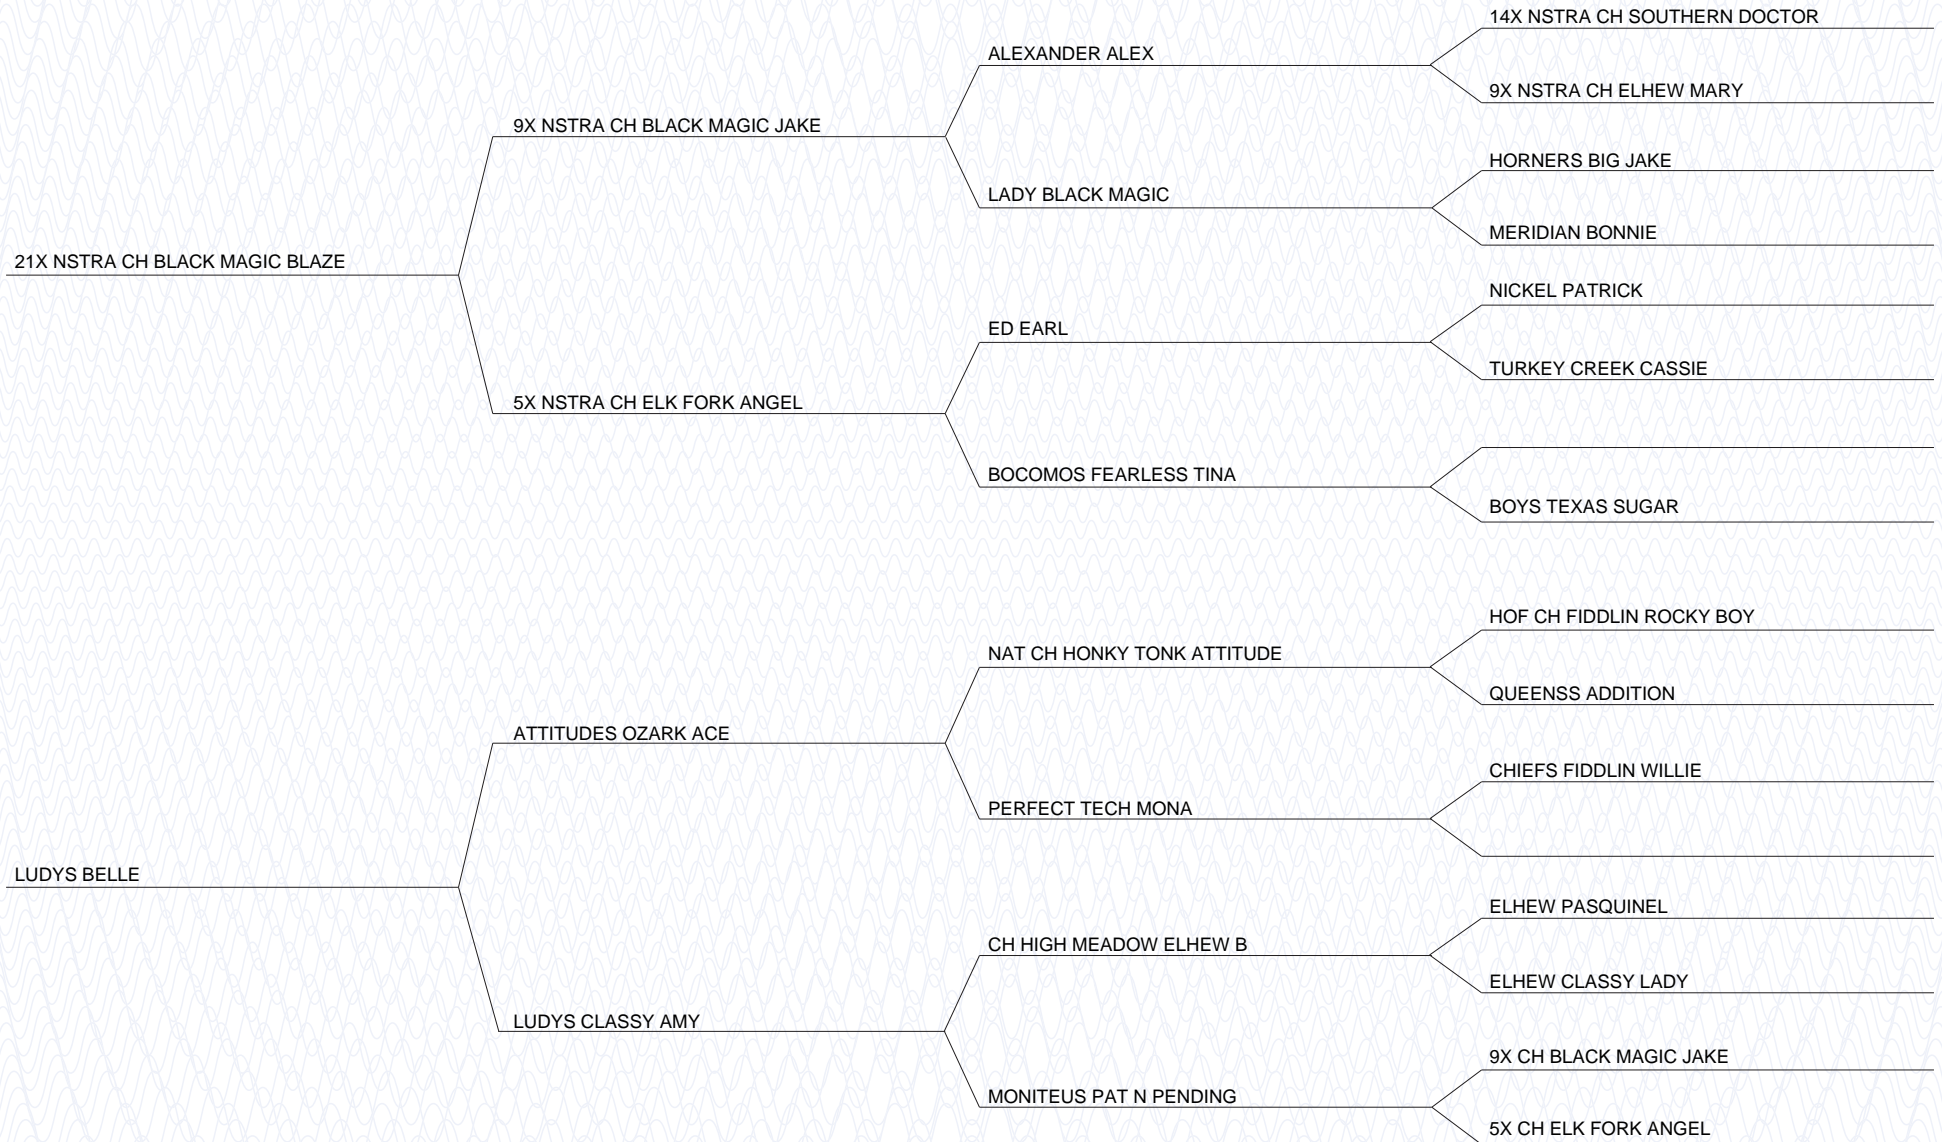 14X NSTRA CH SOUTHERN DOCTOR
ALEXANDER ALEX
9X NSTRA CH ELHEW MARY
9X NSTRA CH BLACK MAGIC JAKE
HORNERS BIG JAKE
LADY BLACK MAGIC
MERIDIAN BONNIE
21X NSTRA CH BLACK MAGIC BLAZE
NICKEL PATRICK
ED EARL
TURKEY CREEK CASSIE
5X NSTRA CH ELK FORK ANGEL
BOCOMOS FEARLESS TINA
BOYS TEXAS SUGAR
HOF CH FIDDLIN ROCKY BOY
NAT CH HONKY TONK ATTITUDE
QUEENSS ADDITION
ATTITUDES OZARK ACE
CHIEFS FIDDLIN WILLIE
PERFECT TECH MONA
LUDYS BELLE
ELHEW PASQUINEL
CH HIGH MEADOW ELHEW B
ELHEW CLASSY LADY
LUDYS CLASSY AMY
9X CH BLACK MAGIC JAKE
MONITEUS PAT N PENDING
5X CH ELK FORK ANGEL